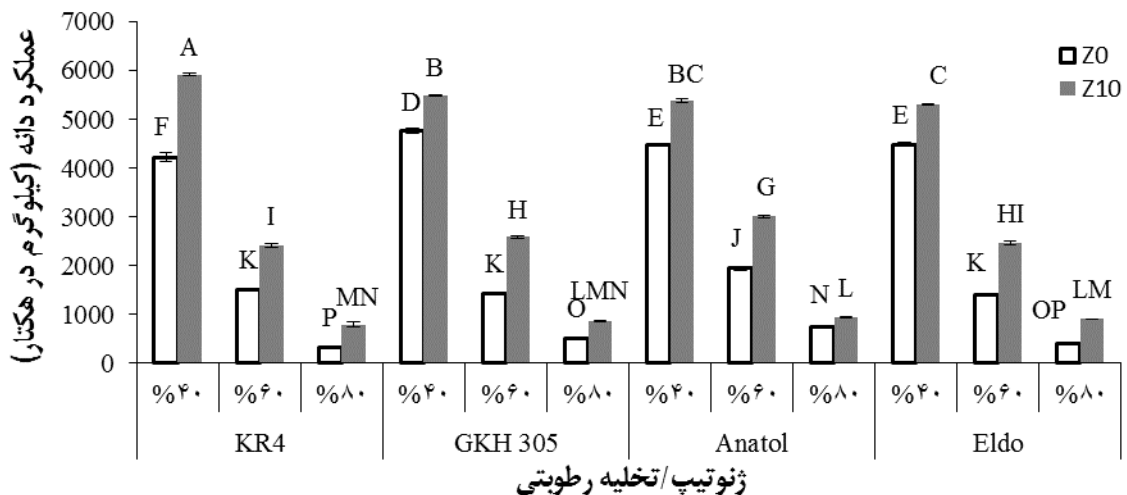 عملکرد دانه (کیلوگرم در هکتار)
7000
6000
5000
4000
3000
2000
1000
0
Z0
Z10
F A K I P MN D B K H O LMN E BC J G N L E C K HI OP LM
%۴۰ %۶۰ %۸۰ %۴۰ %۶۰ %۸۰ %۴۰ %۶۰ %۸۰ %۴۰ %۶۰ %۸۰
KR4 GKH 305 Anatol Eldo
ژنوتیپ/تخلیه رطوبتی